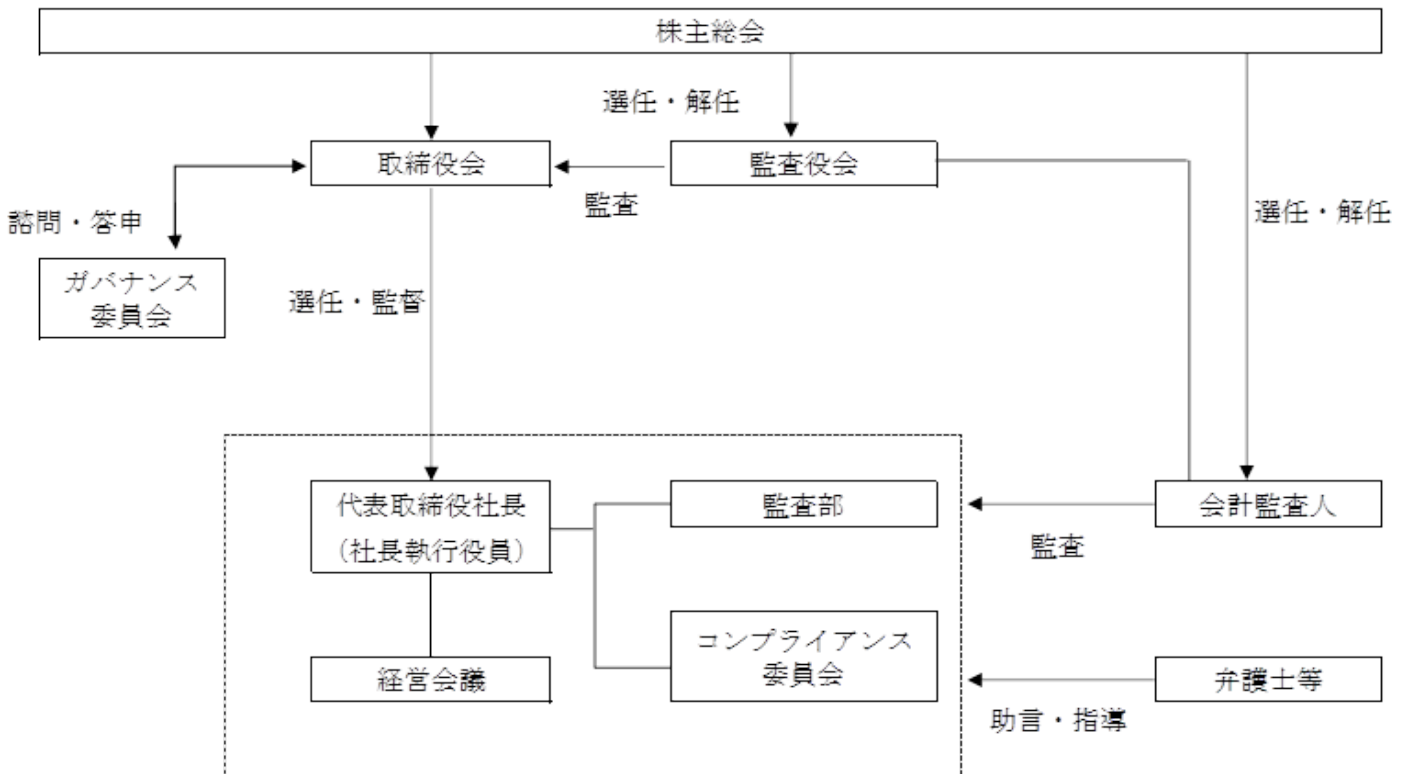 株主総会
選任・解任
取締役会
監査役会
監査
諮問・答申
選任・解任
ガバナンス
委員会
選任・監督
代表取締役社長
（社長執行役員）
監査部
会計監査人
監査
コンプライアンス
委員会
経営会議
弁護士等
助言・指導